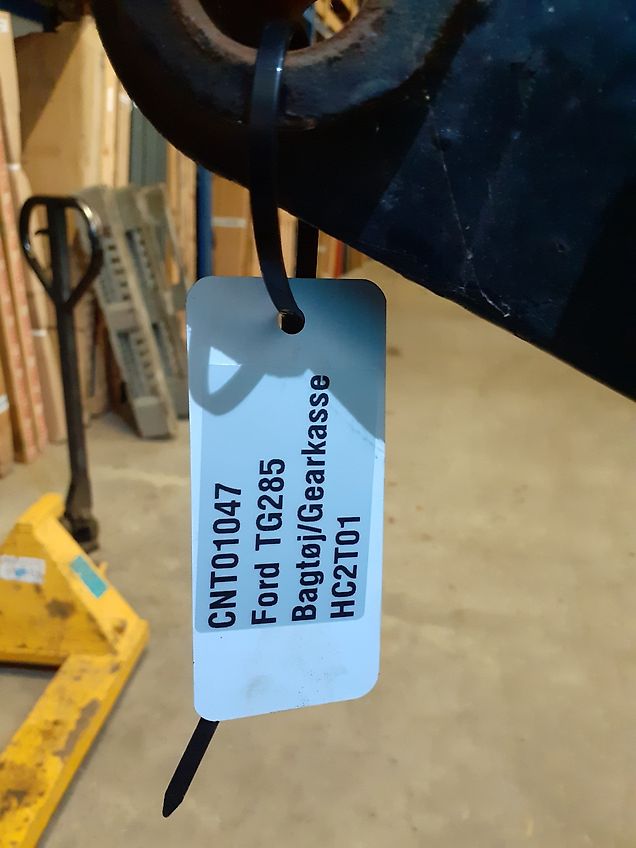 CNT01047
Ford TG285
Bagtøj/Gearkasse
HC2T01